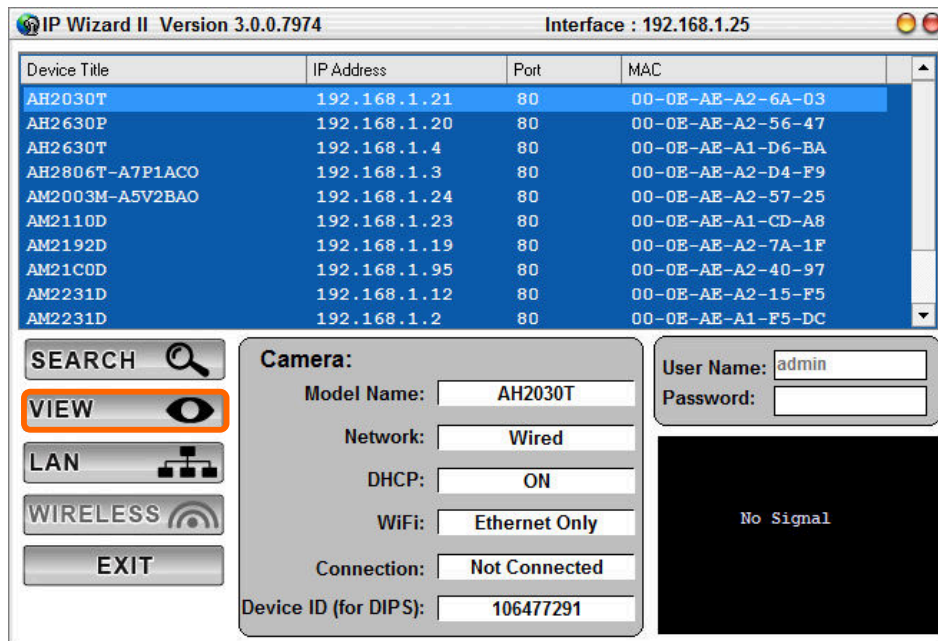 IP Wizard II Version 3.0.0.7974 Interface : 192.168.1.25
Device Title IP Address Port MAC
AH2030T 192.168.1.21 80 00-0E-AE-A2-6A-03
AH2630P 192.168.1.20 80 00-0E-AE-A2-56-47
AH2630T 192.168.1.4 80 00-0E-AE-A1-D6-BA
AH2806T-A7P1ACO 192.168.1.3 80 00-0E-AE-A2-D4-F9
AM2003M-A5V2BAO 192.168.1.24 80 00-0E-AE-A2-57-25
AM2110D 192.168.1.23 80 00-0E-AE-A1-CD-A8
AM2192D 192.168.1.19 80 00-0E-AE-A2-7A-1F
AM21C0D 192.168.1.95 80 00-0E-AE-A2-40-97
AM2231D 192.168.1.12 80 00-0E-AE-A2-15-F5
AM2231D 192.168.1.2 80 00-0E-AE-A1-F5-DC
SEARCH
VIEW
LAN
WIRELESS
EXIT
Camera:
Model Name: AH2030T
Network: Wired
DHCP: ON
WiFi: Ethernet Only
Connection: Not Connected
Device ID (for DIPS): 106477291
User Name: admin
Password:
No Signal